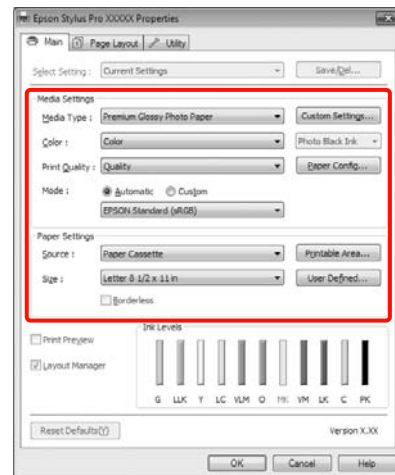 Epson Stylus Pro XXXXX Properties
Main Page Layout Utility
Select Setting : Current Settings Save/Del...
Media Settings
Media Type : Premium Glossy Photo Paper Custom Settings...
Color : Color Photo Black Ink
Print Quality : Quality Paper Config...
Mode : Automatic Custom
EPSON Standard (sRGB)
Paper Settings
Source : Paper Cassette Printable Area...
Size : Letter 8 1/2 x 11 in User Defined...
Borderless
Ink Levels
Print Preview
Layout Manager
G LLK Y LC VLM O MK VM LK C PK
Reset Defaults(Y) Version X.XX
OK Cancel Help